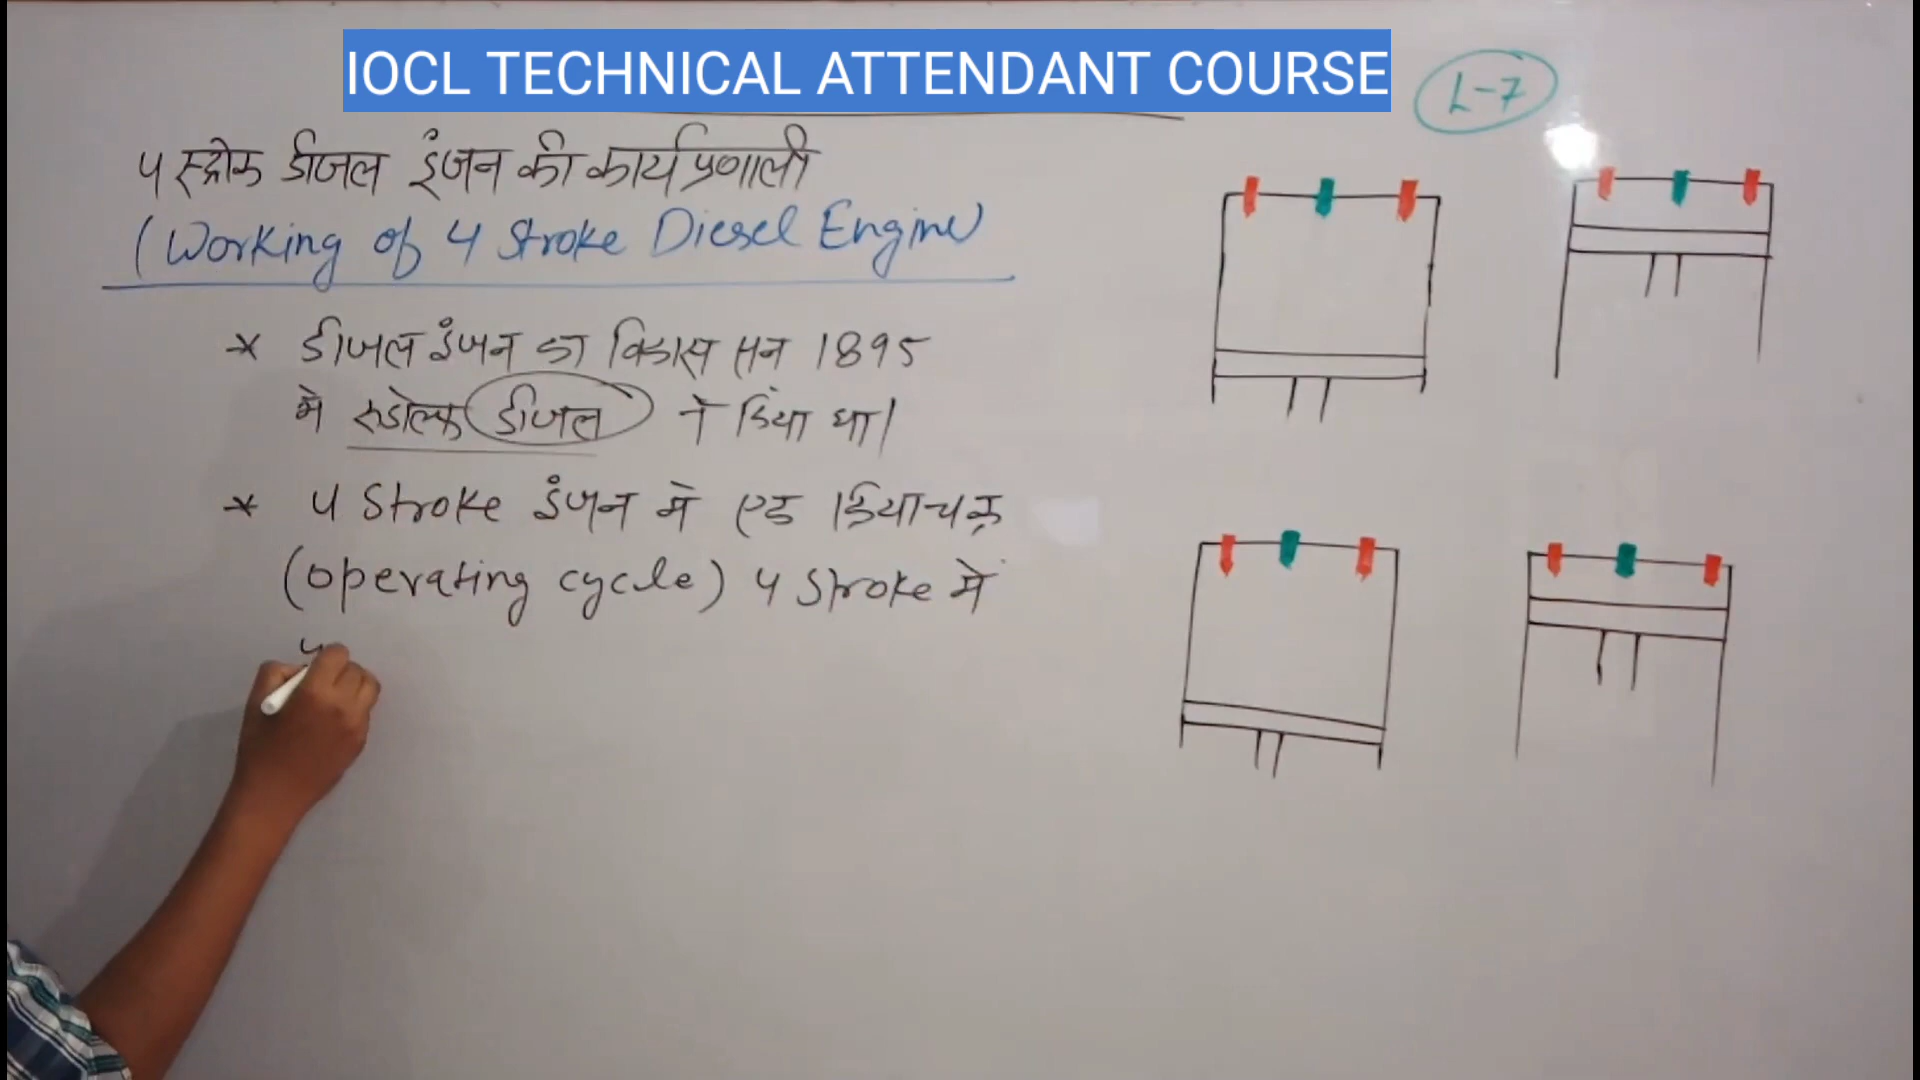 IOCL TECHNICAL ATTENDANT COURSE
L-7
4 स्ट्रोक डीजल इंजन की कार्यप्रणाली
(Working of 4 Stroke Diesel Engine
* डीजल इंजन का विकास सन 1895
मे रुडोल्फ डीजल ने किया था।
* 4 Stroke इंजन मे एक क्रियाचक्र
(operating cycle) 4 Stroke में